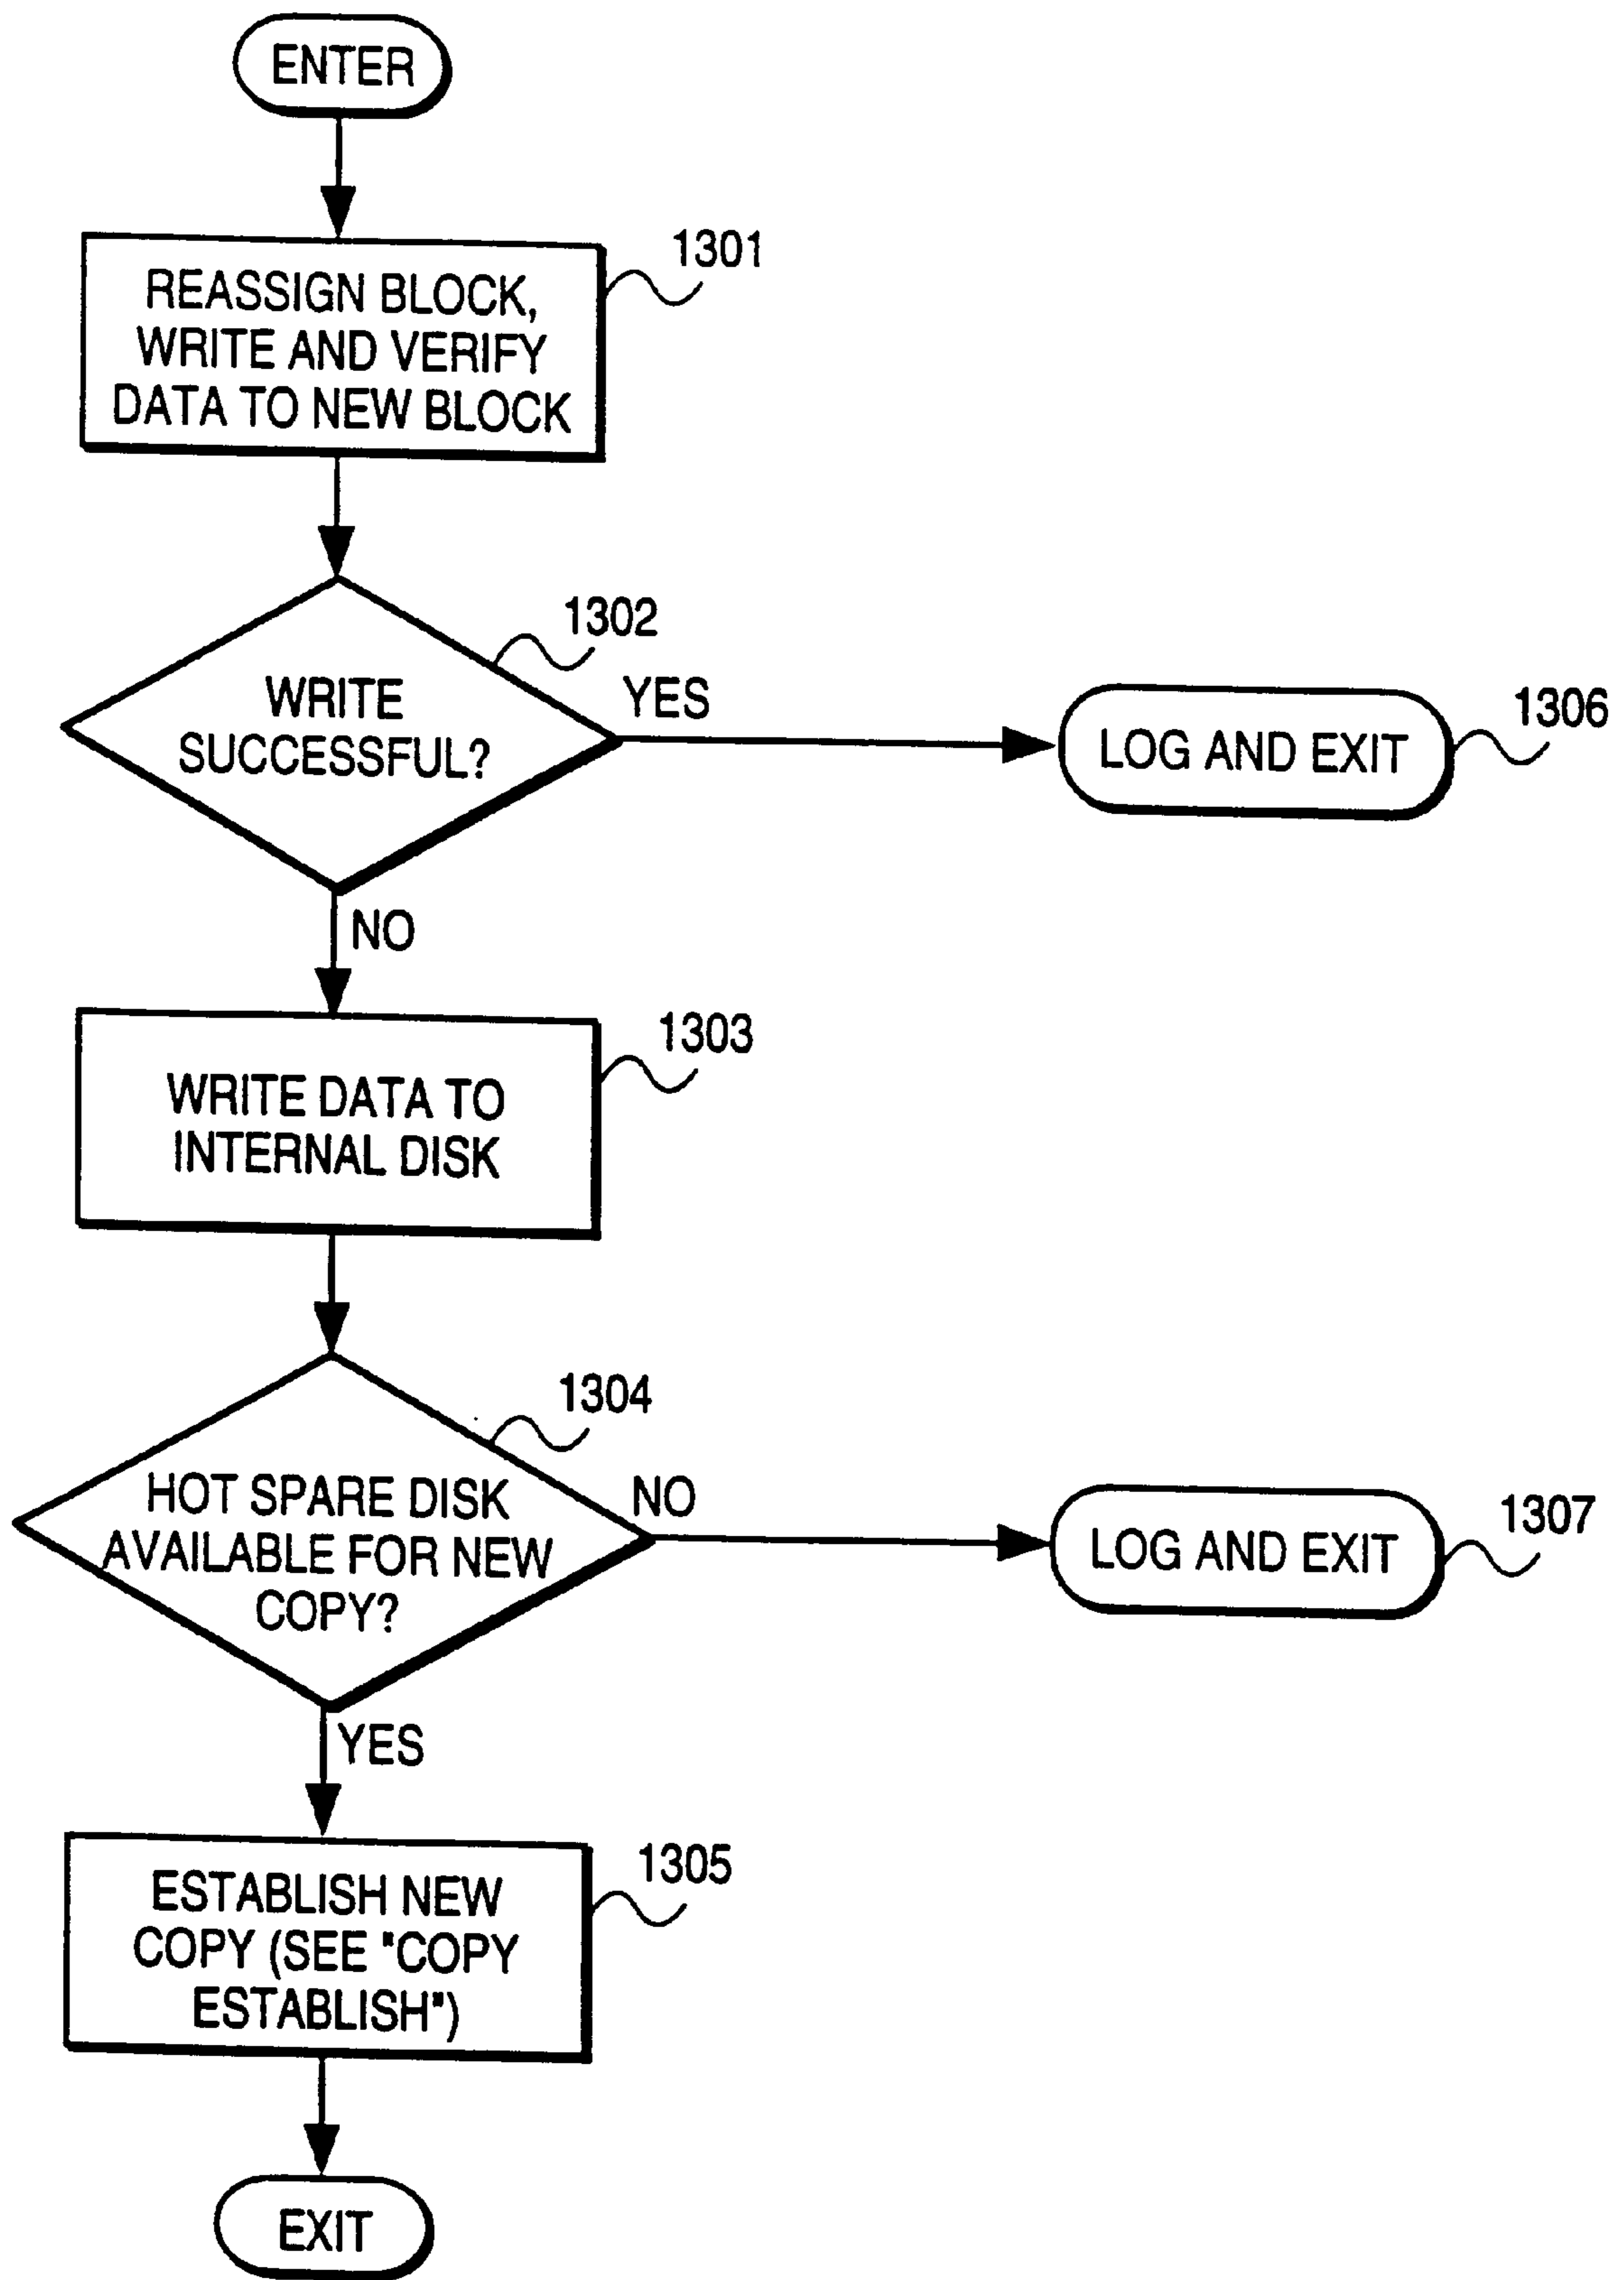 ENTER
1301
REASSIGN BLOCK,
WRITE AND VERIFY
DATA TO NEW BLOCK
1302
WRITE
SUCCESSFUL?
YES
1306
LOG AND EXIT
NO
1303
WRITE DATA TO
INTERNAL DISK
1304
HOT SPARE DISK
AVAILABLE FOR NEW
COPY?
NO
1307
LOG AND EXIT
YES
1305
ESTABLISH NEW
COPY (SEE "COPY
ESTABLISH")
EXIT